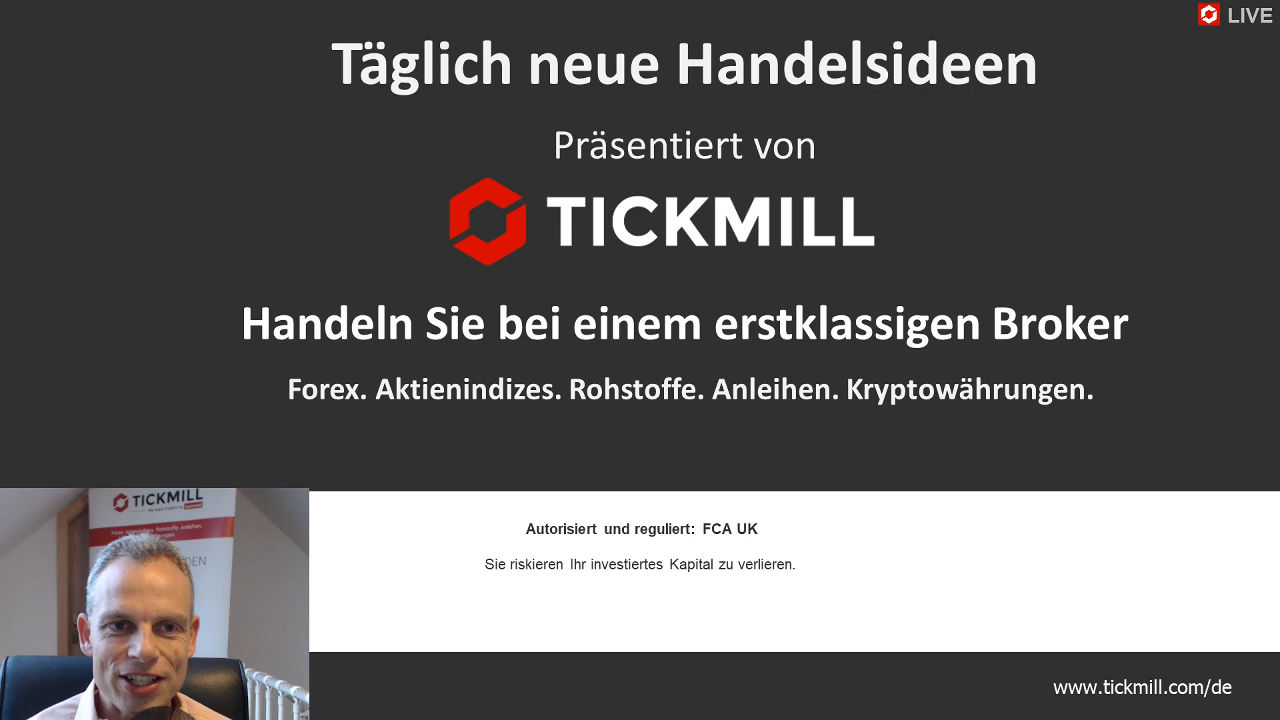 LIVE
Täglich neue Handelsideen
Präsentiert von
TICKMILL
Handeln Sie bei einem erstklassigen Broker
Forex. Aktienindizes. Rohstoffe. Anleihen. Kryptowährungen.
TICKMILL
Autorisiert und reguliert: FCA UK
Sie riskieren Ihr investiertes Kapital zu verlieren.
www.tickmill.com/de